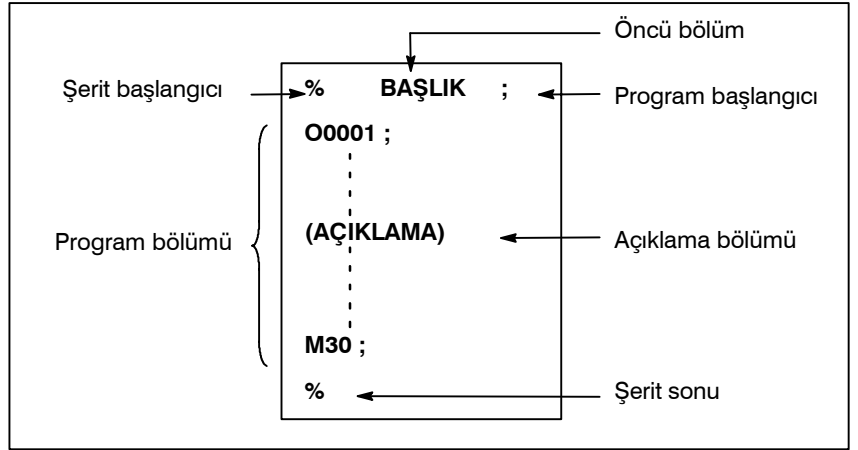 Öncü bölüm
Şerit başlangıcı
% BAŞLIK ;
Program başlangıcı
O0001 ;
Program bölümü
(AÇIKLAMA)
Açıklama bölümü
M30 ;
%
Şerit sonu